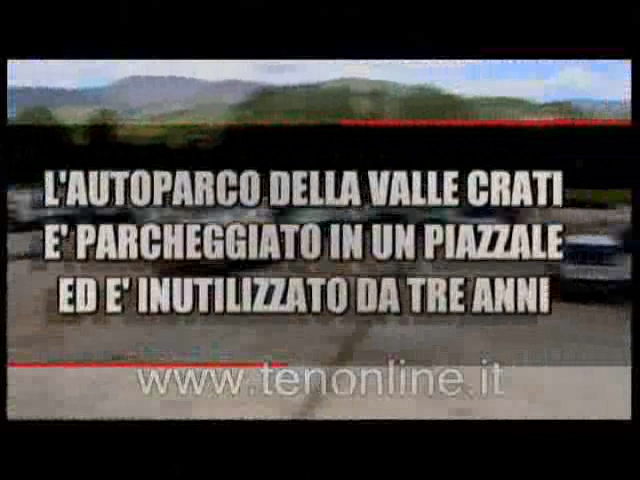 L'AUTOPARCO DELLA VALLE CRATI
E' PARCHEGGIATO IN UN PIAZZALE
ED E' INUTILIZZATO DA TRE ANNI
www.tenonline.it